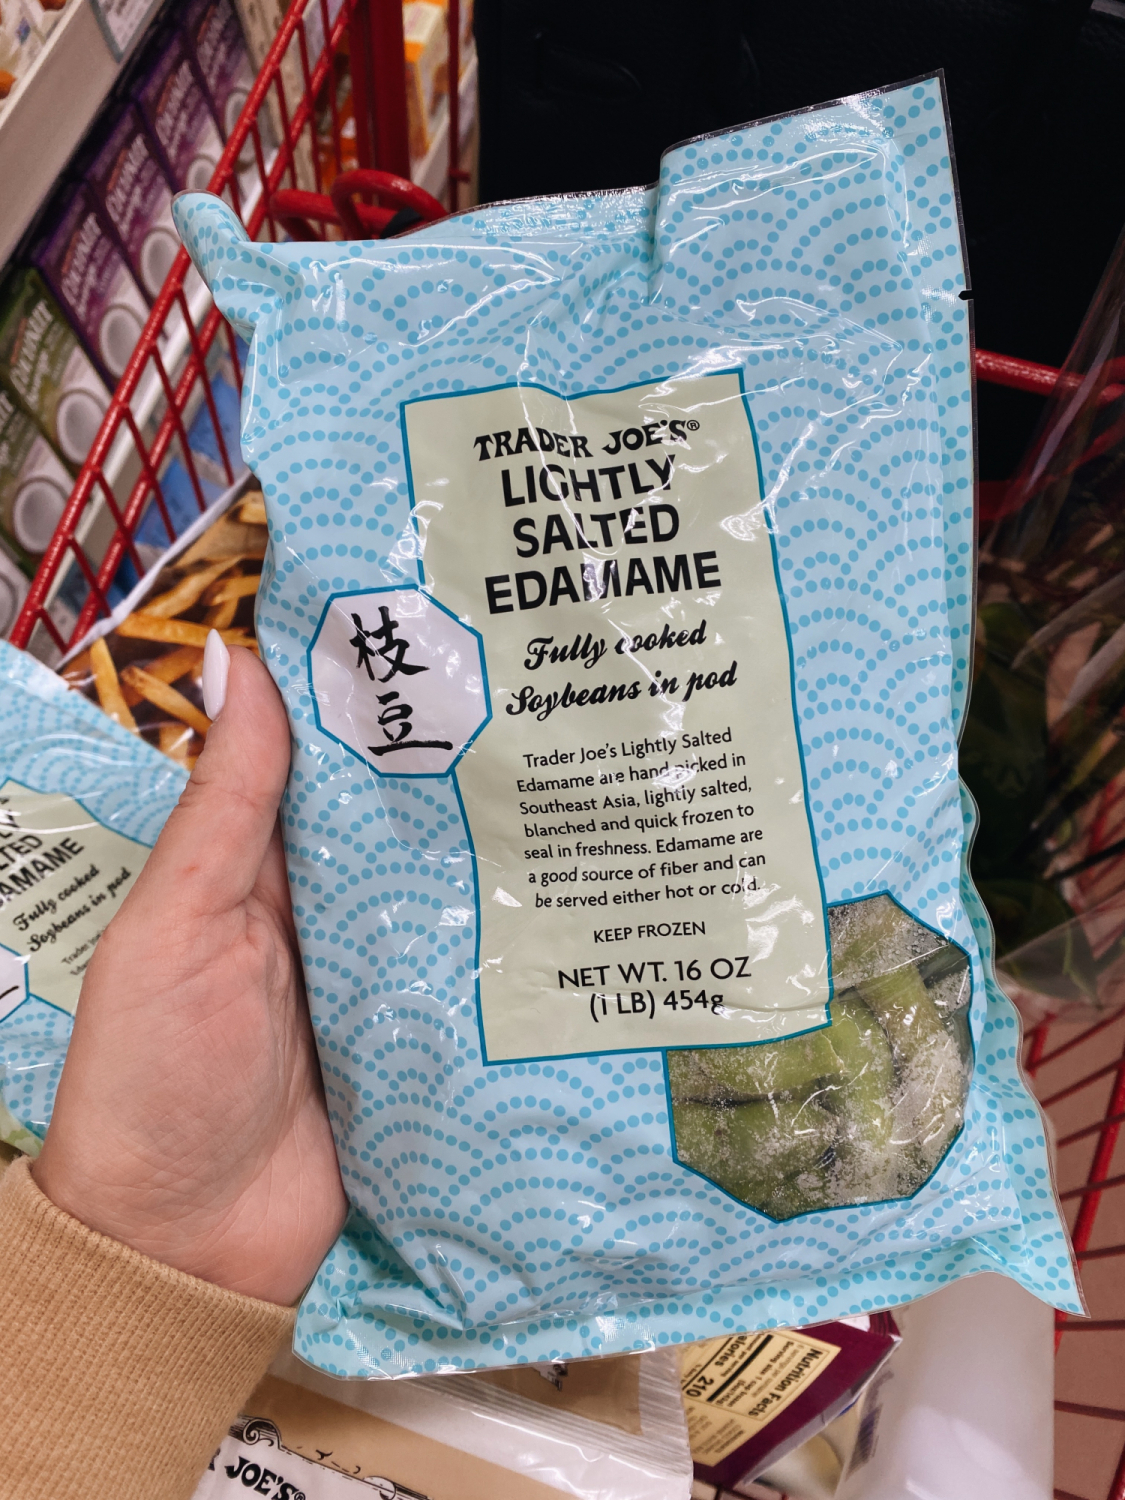 TRADER JOE'S®
LIGHTLY
SALTED
EDAMAME
Fully cooked
Soybeans in pod
枝
豆
Trader Joe's Lightly Salted
Edamame are hand picked in
Southeast Asia, lightly salted,
blanched and quick frozen to
seal in freshness. Edamame are
a good source of fiber and can
be served either hot or cold.
KEEP FROZEN
NET WT. 16 OZ
(1 LB) 454g
Fully cooked
Soybeans in pod
Nutrition Facts
210
JOE'S®